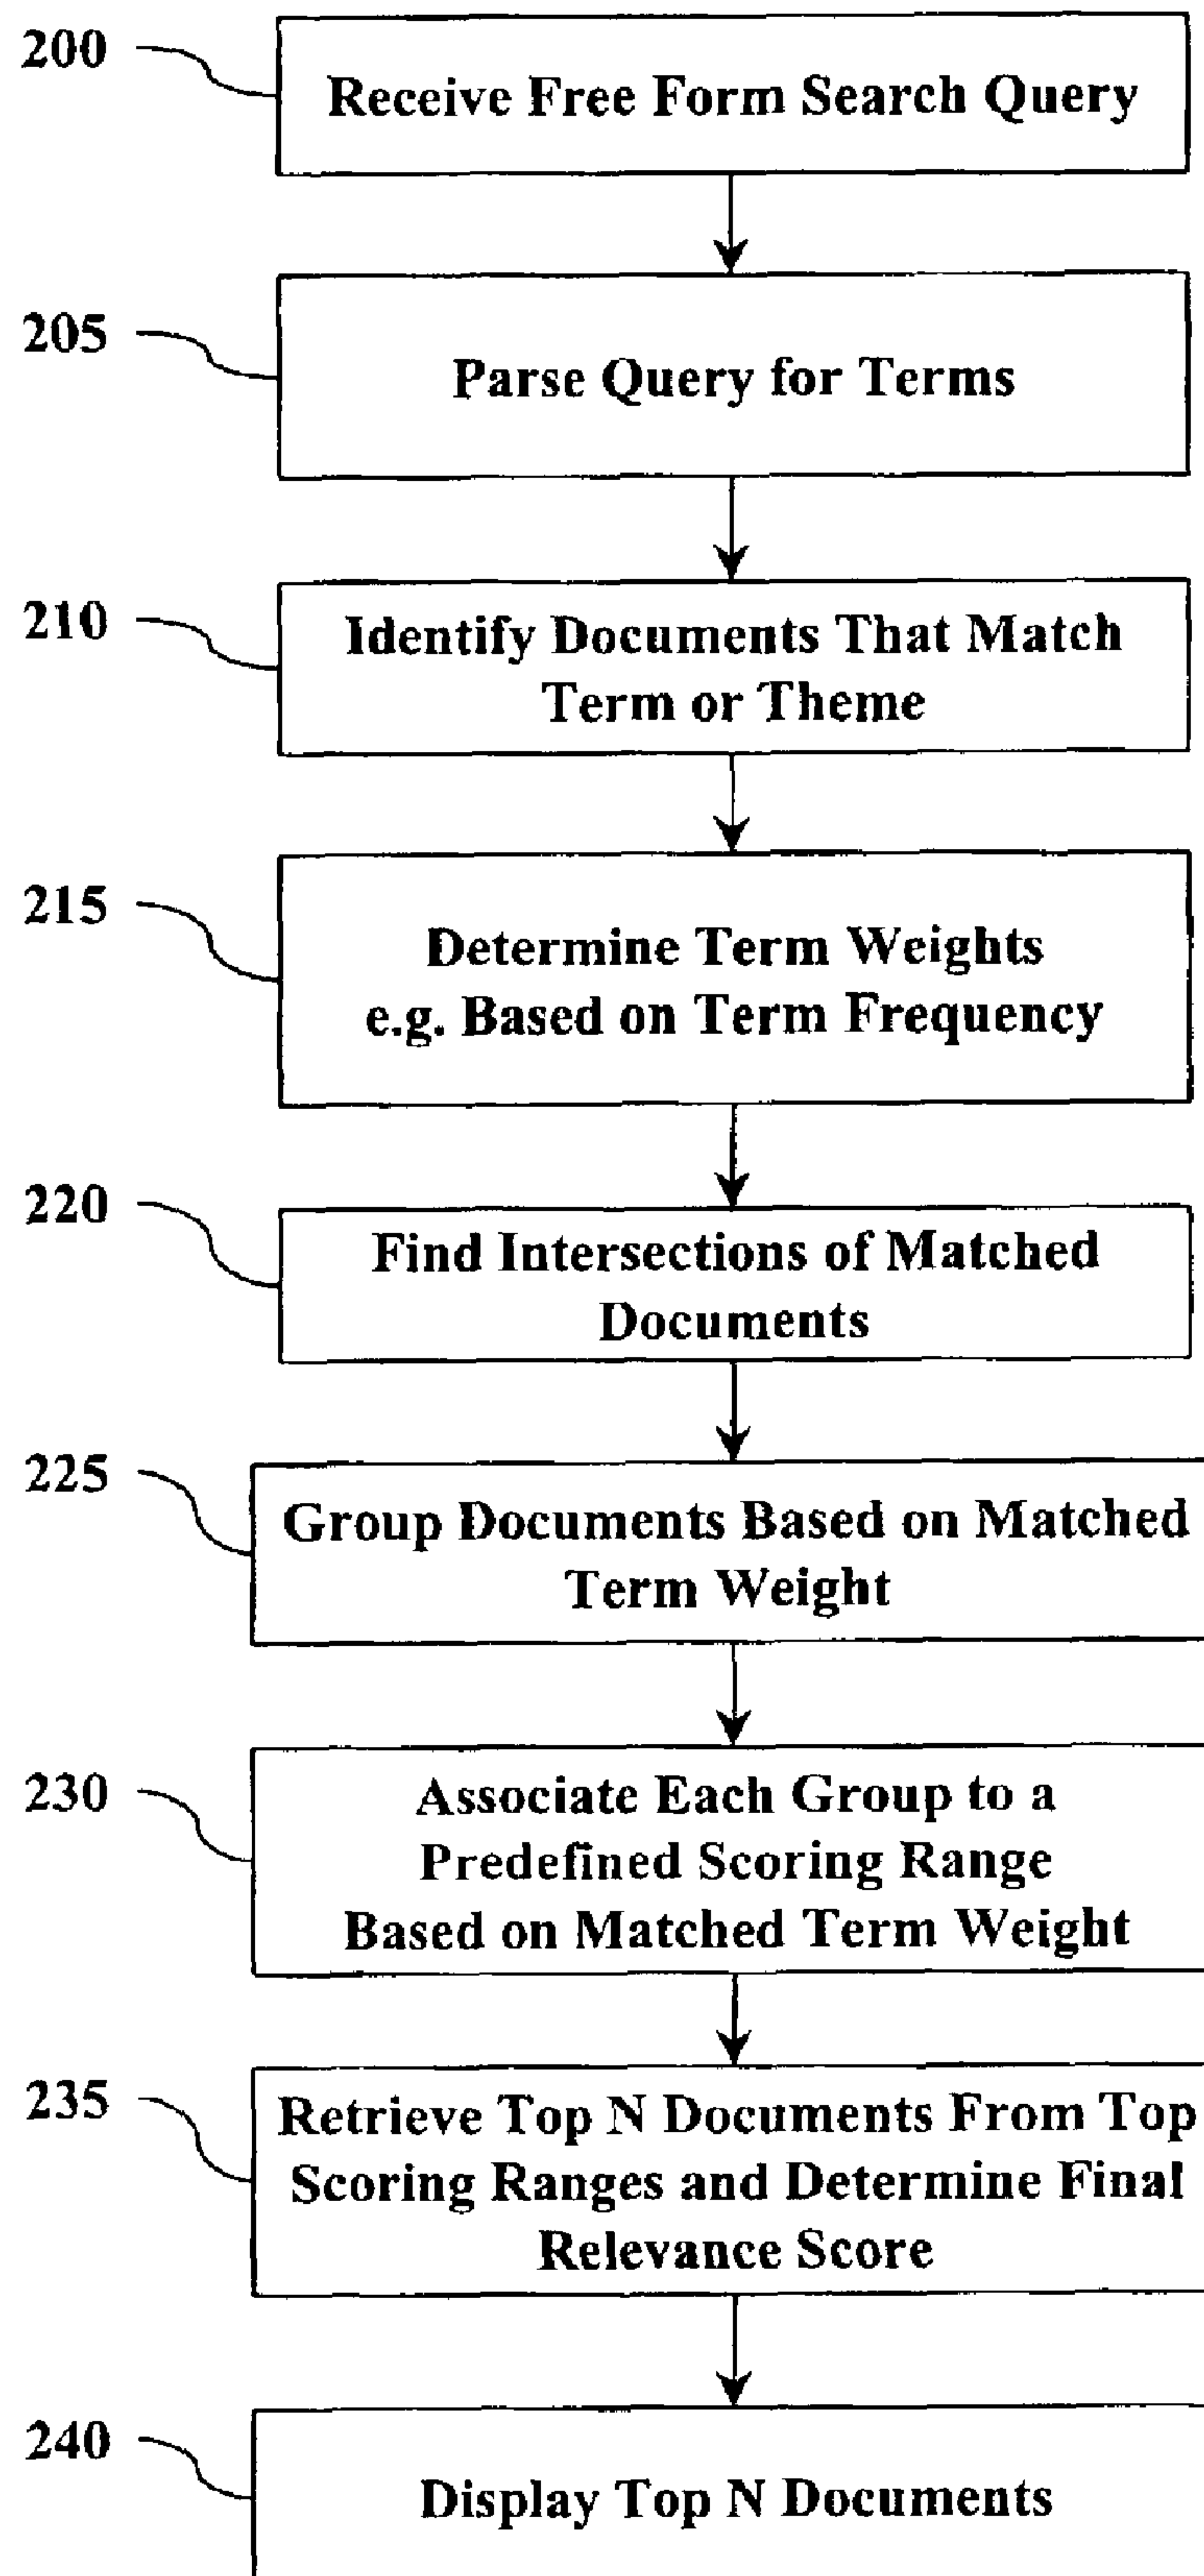 200
Receive Free Form Search Query
205
Parse Query for Terms
210
Identify Documents That Match
Term or Theme
215
Determine Term Weights
e.g. Based on Term Frequency
220
Find Intersections of Matched
Documents
225
Group Documents Based on Matched
Term Weight
230
Associate Each Group to a
Predefined Scoring Range
Based on Matched Term Weight
235
Retrieve Top N Documents From Top
Scoring Ranges and Determine Final
Relevance Score
240
Display Top N Documents